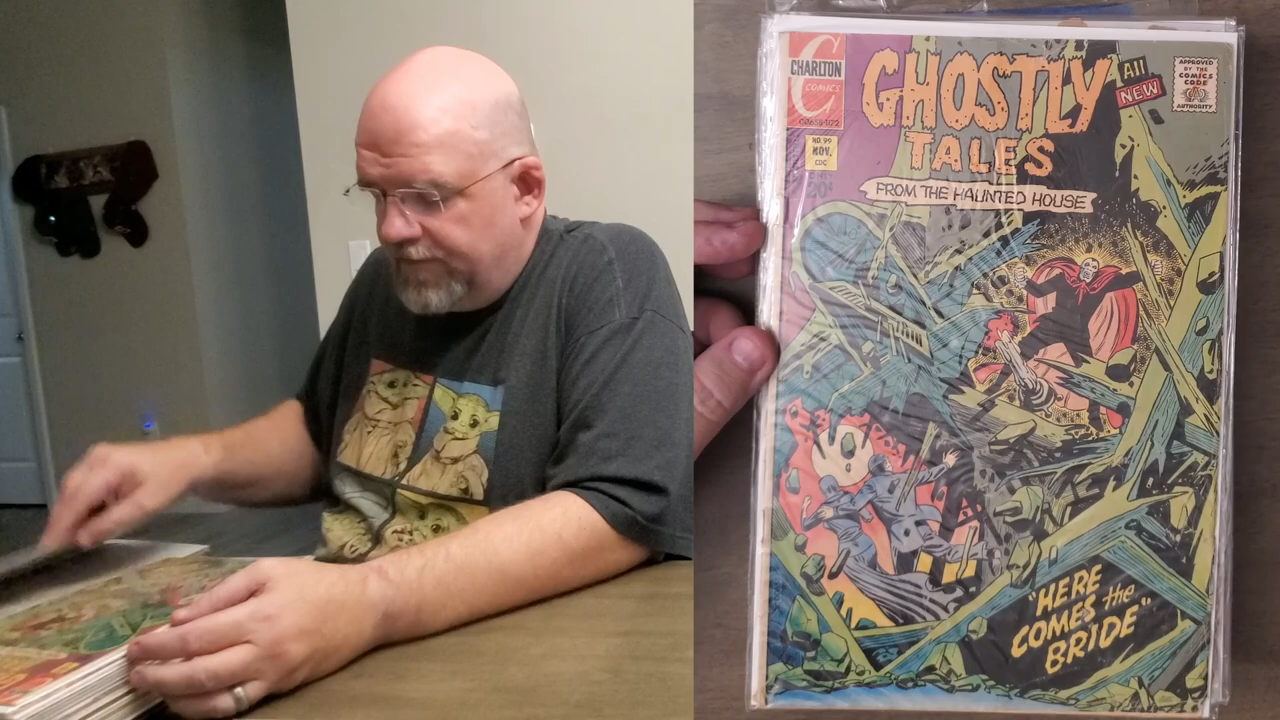 CHARLTON
COMICS
GHOSTLY
TALES
FROM THE HAUNTED HOUSE
All
NEW
APPROVED
BY THE
COMICS
CODE
AUTHORITY
NO.99
NOV.
CDC
20¢
"HERE
COMES the
BRIDE"